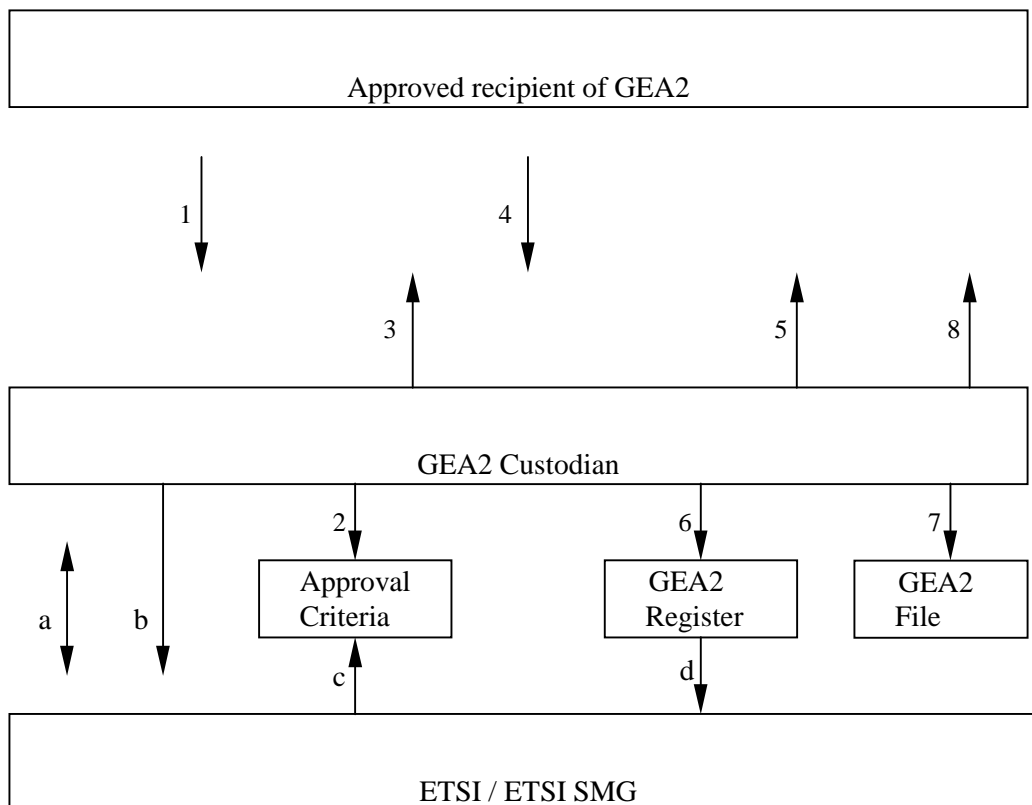 Approved recipient of GEA2
1
4
3
5
8
GEA2 Custodian
2
6
7
Approval
Criteria
GEA2
Register
GEA2
File
a
b
c
d
ETSI / ETSI SMG